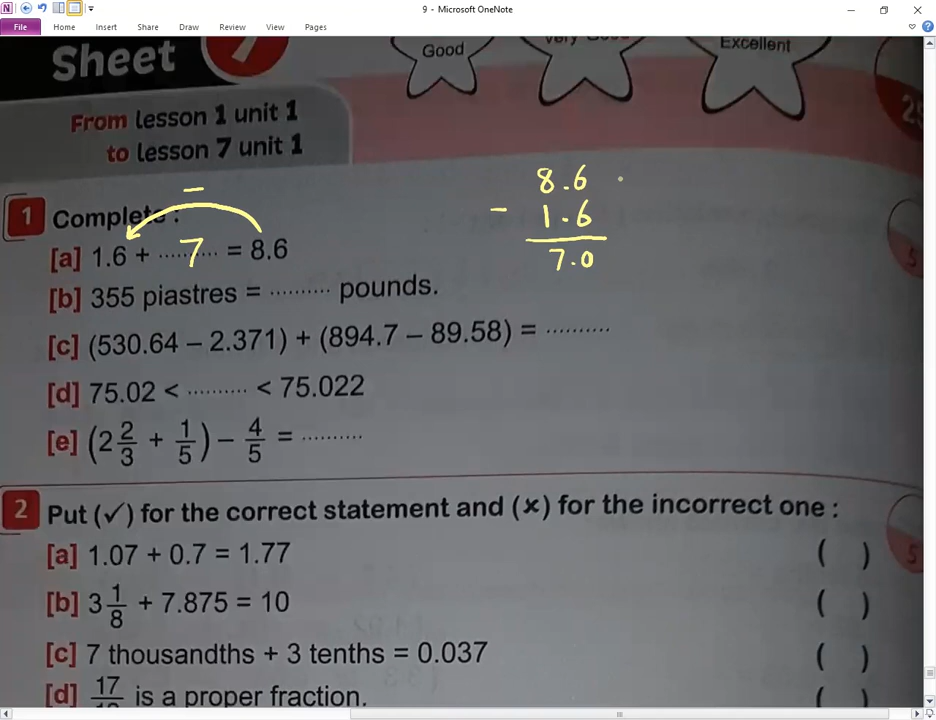 9 - Microsoft OneNote
File Home Insert Share Draw Review View Pages
Sheet 7
Good
Excellent
From lesson 1 unit 1
to lesson 7 unit 1
1 Complete :
[a] 1.6 + 7 = 8.6
8.6
- 1.6
7.0
[b] 355 piastres = .......... pounds.
[c] (530.64 – 2.371) + (894.7 – 89.58) = ..........
[d] 75.02 < .......... < 75.022
[e] (2 2/3 + 1/5) – 4/5 = ..........
2 Put (✓) for the correct statement and (×) for the incorrect one :
[a] 1.07 + 0.7 = 1.77 ( )
[b] 3 1/8 + 7.875 = 10 ( )
[c] 7 thousandths + 3 tenths = 0.037 ( )
[d] is a proper fraction. ( )